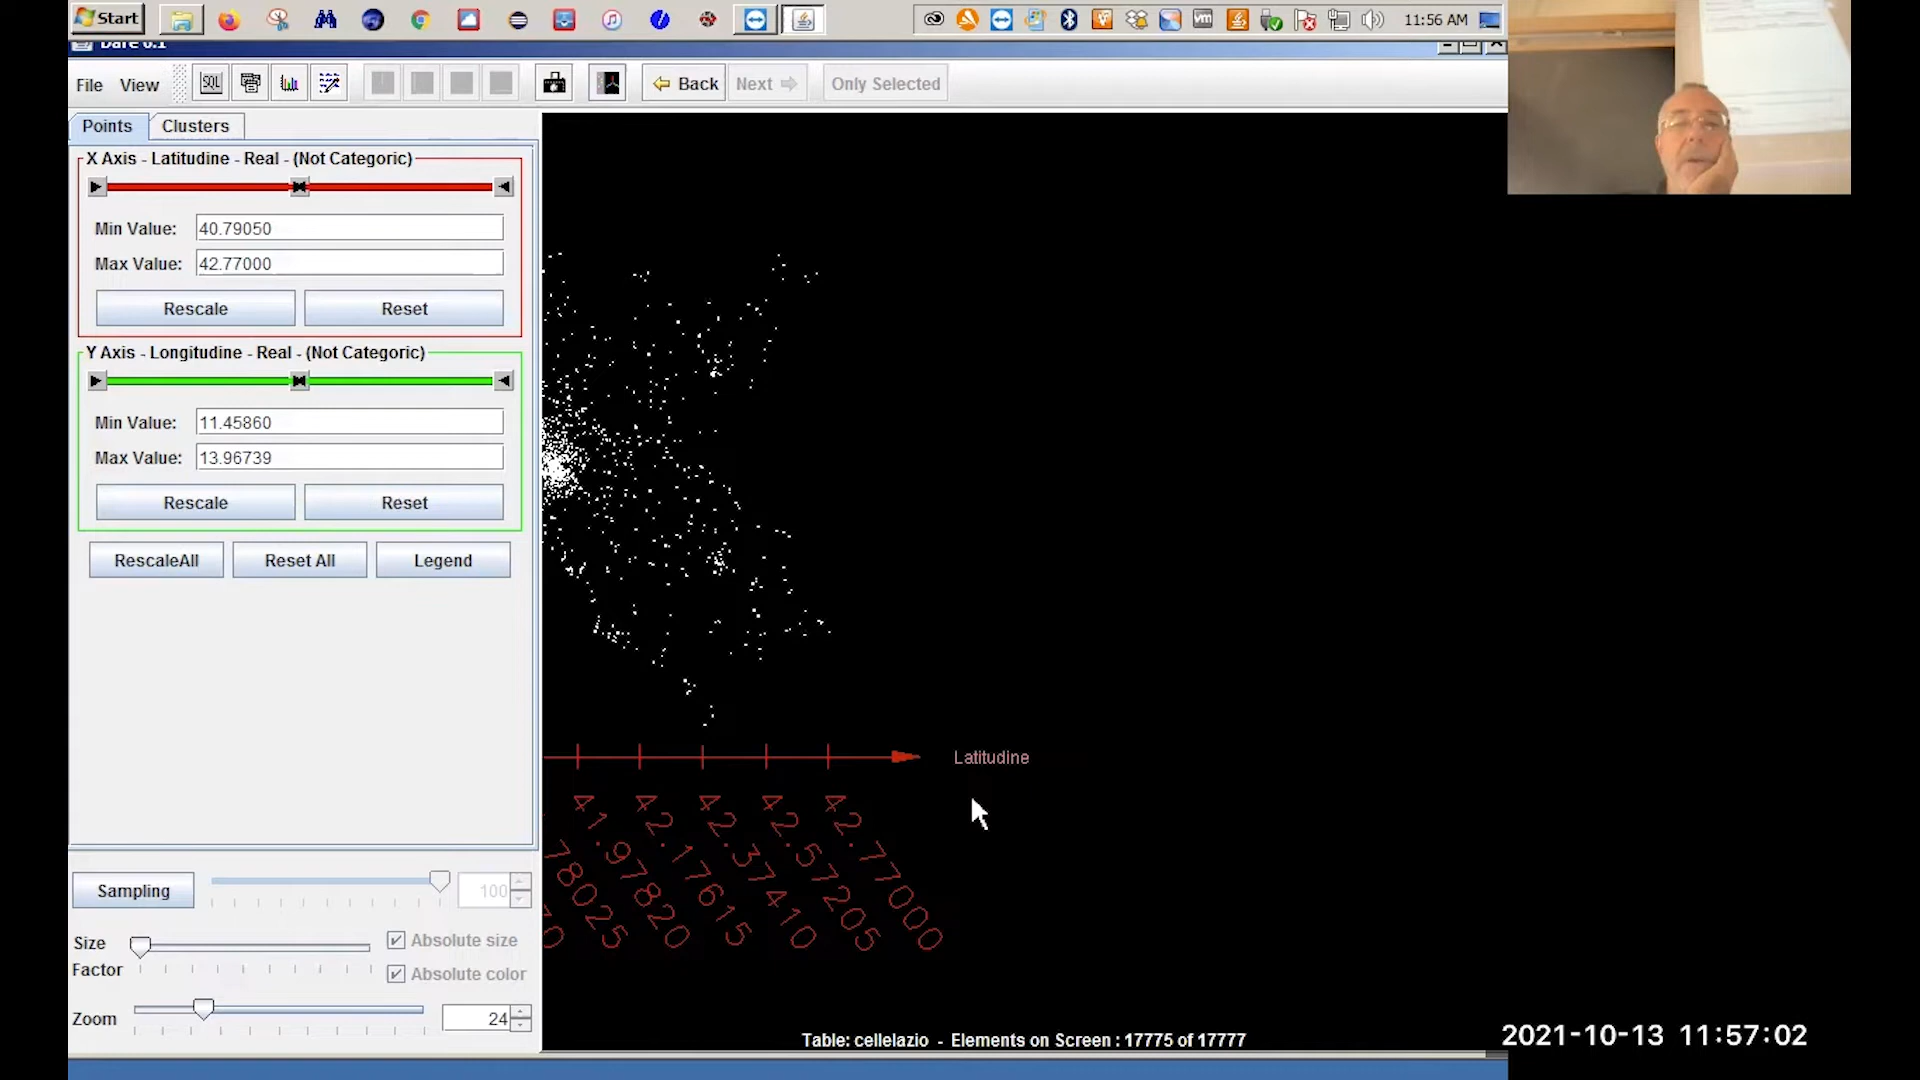 Start
11:56 AM
Dare 6.1
File View
SQL
Back
Next
Only Selected
Points
Clusters
X Axis - Latitudine - Real - (Not Categoric)
Min Value: 40.79050
Max Value: 42.77000
Rescale
Reset
Y Axis - Longitudine - Real - (Not Categoric)
Min Value: 11.45860
Max Value: 13.96739
Rescale
Reset
RescaleAll
Reset All
Legend
Latitudine
41.97820
42.17615
42.37410
42.57205
42.77000
Sampling
100
Size
Factor
Absolute size
Absolute color
Zoom
24
Table: cellelazio - Elements on Screen : 17775 of 17777
2021-10-13 11:57:02